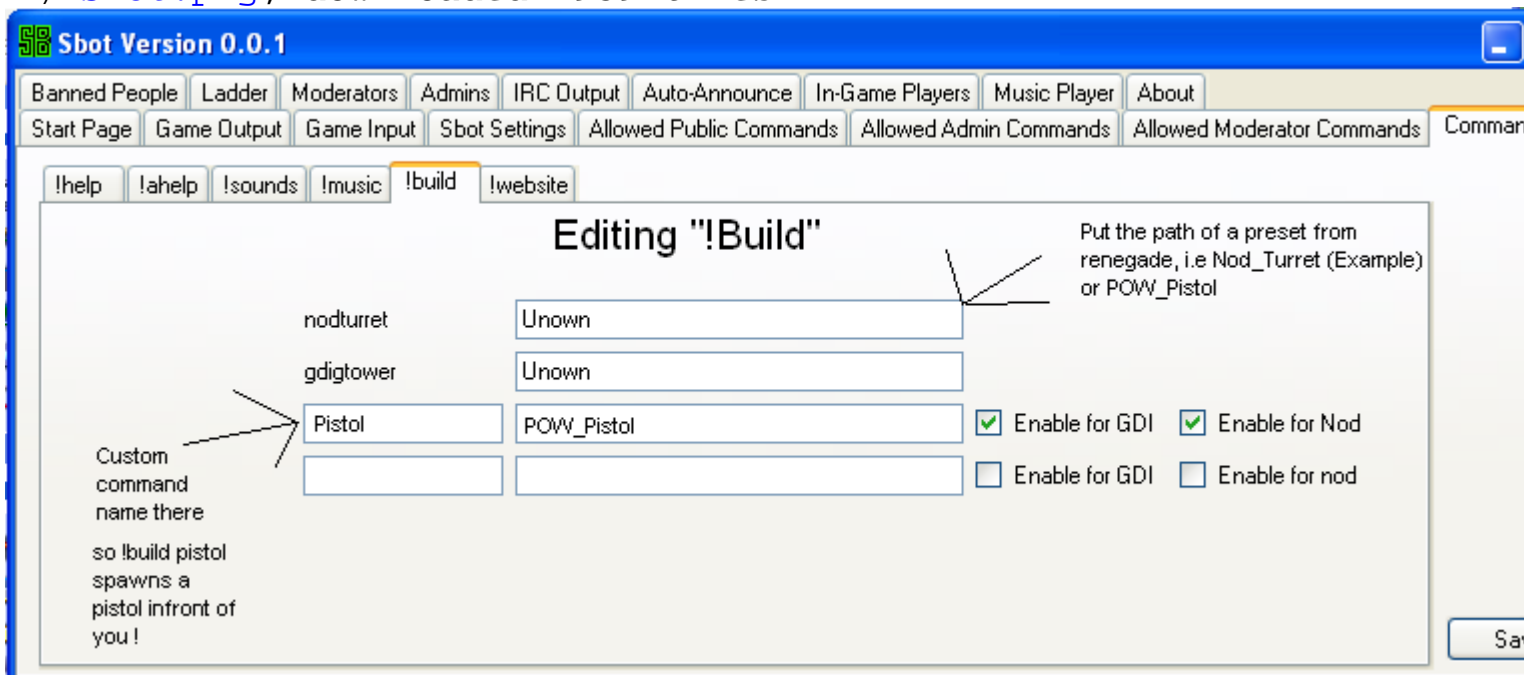 Sbot Version 0.0.1
Banned People Ladder Moderators Admins IRC Output Auto-Announce In-Game Players Music Player About
Start Page Game Output Game Input Sbot Settings Allowed Public Commands Allowed Admin Commands Allowed Moderator Commands Comman
!help !ahelp !sounds !music !build !website
Editing "!Build"
Put the path of a preset from
renegade, i.e Nod_Turret (Example)
or POW_Pistol
nodturret Unown
gdigtower Unown
Pistol POW_Pistol Enable for GDI Enable for Nod
Enable for GDI Enable for nod
Custom
command
name there
so !build pistol
spawns a
pistol infront of
you !
Sav